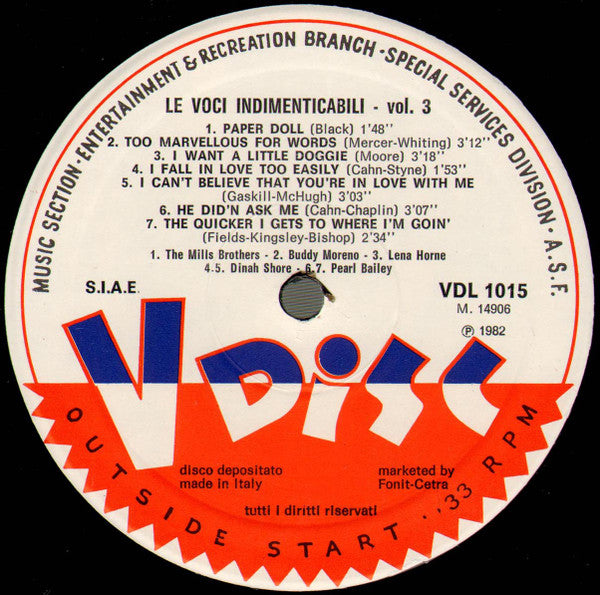 MUSIC SECTION · ENTERTAINMENT & RECREATION BRANCH · SPECIAL SERVICES DIVISION · A.S.F.
LE VOCI INDIMENTICABILI - vol. 3
1. PAPER DOLL (Black) 1'48''
2. TOO MARVELLOUS FOR WORDS (Mercer-Whiting) 3'12''
3. I WANT A LITTLE DOGGIE (Moore) 3'18''
4. I FALL IN LOVE TOO EASILY (Cahn-Styne) 1'53''
5. I CAN'T BELIEVE THAT YOU'RE IN LOVE WITH ME
(Gaskill-McHugh) 3'03''
6. HE DID'N ASK ME (Cahn-Chaplin) 3'07''
7. THE QUICKER I GETS TO WHERE I'M GOIN'
(Fields-Kingsley-Bishop) 2'34''
1. The Mills Brothers - 2. Buddy Moreno - 3. Lena Horne
4.5. Dinah Shore - 6.7. Pearl Bailey
S.I.A.E.
VDL 1015
M. 14906
Ⓟ 1982
V DISC
disco depositato
made in Italy
marketed by
Fonit-Cetra
tutti i diritti riservati
OUTSIDE START .. 33 RPM